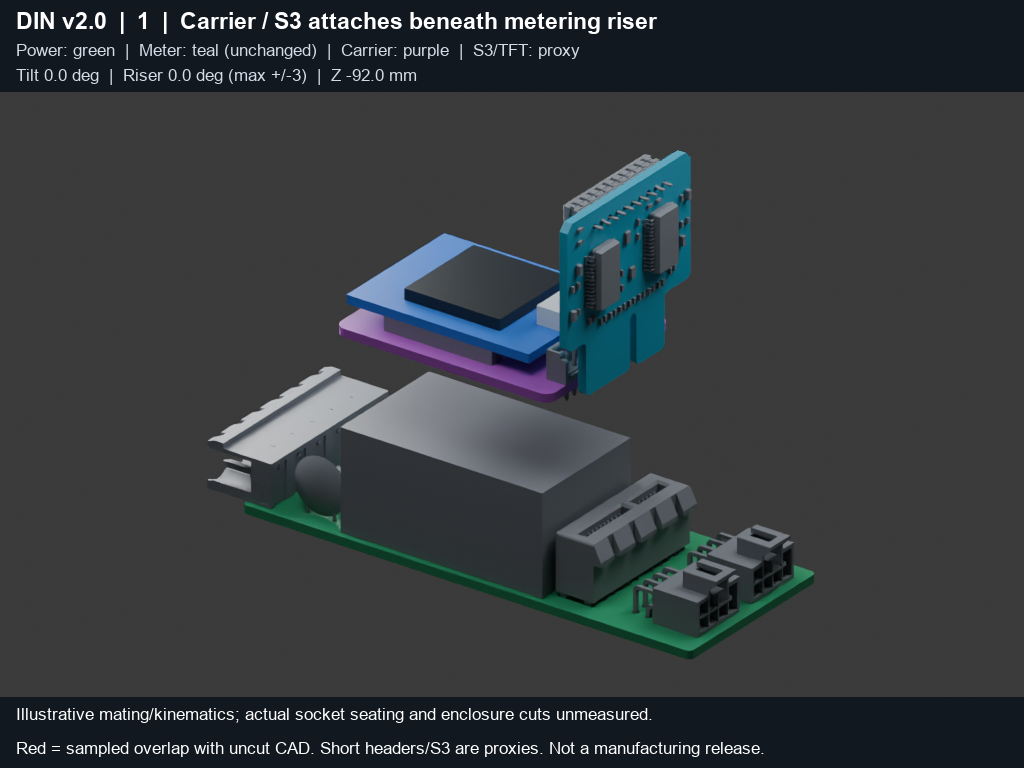 DIN v2.0 | 1 | Carrier / S3 attaches beneath metering riser
Power: green | Meter: teal (unchanged) | Carrier: purple | S3/TFT: proxy
Tilt 0.0 deg | Riser 0.0 deg (max +/-3) | Z -92.0 mm
Illustrative mating/kinematics; actual socket seating and enclosure cuts unmeasured.
Red = sampled overlap with uncut CAD. Short headers/S3 are proxies. Not a manufacturing release.